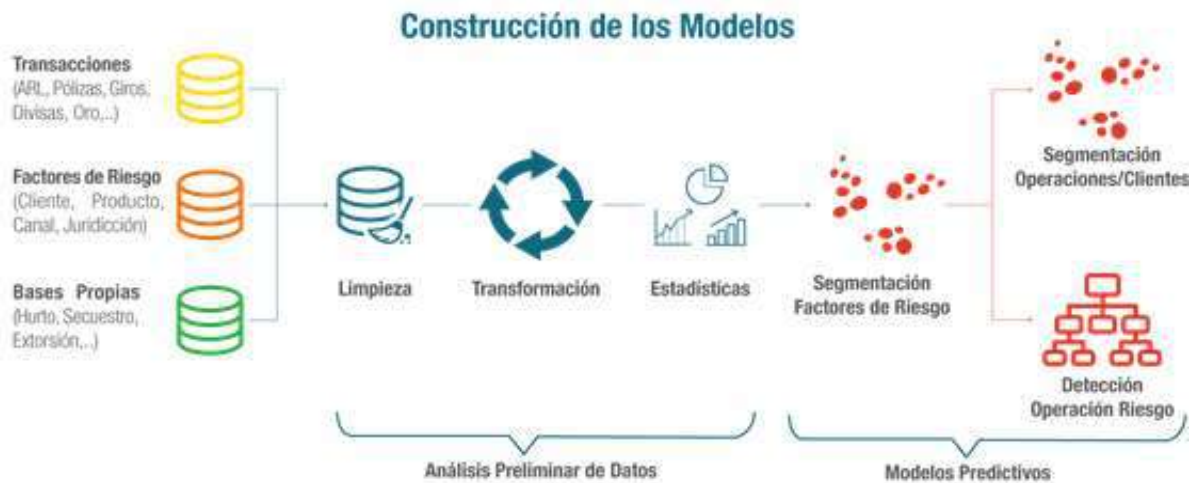 Construcción de los Modelos
Transacciones
(ARL, Pólizas, Giros,
Divisas, Oro,..)
Factores de Riesgo
(Cliente, Producto,
Canal, Juridicción)
Bases Propias
(Hurto, Secuestro,
Extorsión,..)
Limpieza
Transformación
Estadísticas
Segmentación
Factores de Riesgo
Segmentación
Operaciones/Clientes
Detección
Operación Riesgo
Análisis Preliminar de Datos
Modelos Predictivos